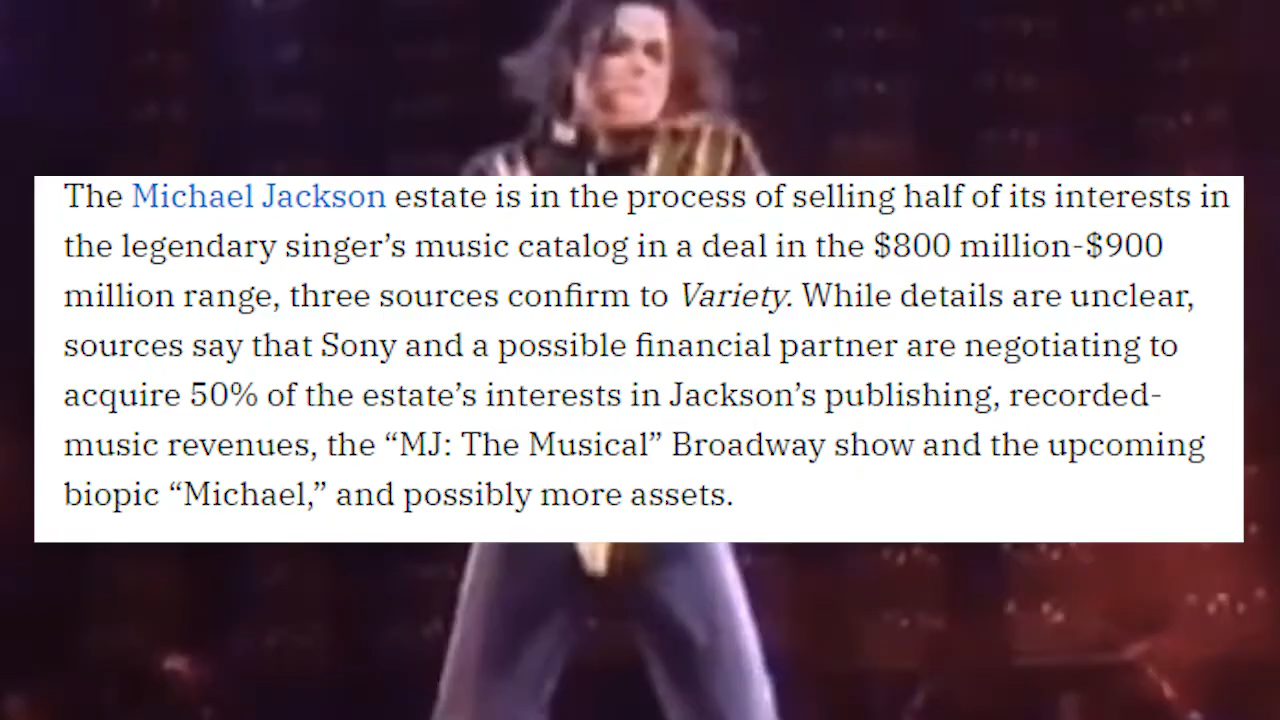 The Michael Jackson estate is in the process of selling half of its interests in
the legendary singer’s music catalog in a deal in the $800 million-$900
million range, three sources confirm to Variety. While details are unclear,
sources say that Sony and a possible financial partner are negotiating to
acquire 50% of the estate’s interests in Jackson’s publishing, recorded-
music revenues, the “MJ: The Musical” Broadway show and the upcoming
biopic “Michael,” and possibly more assets.